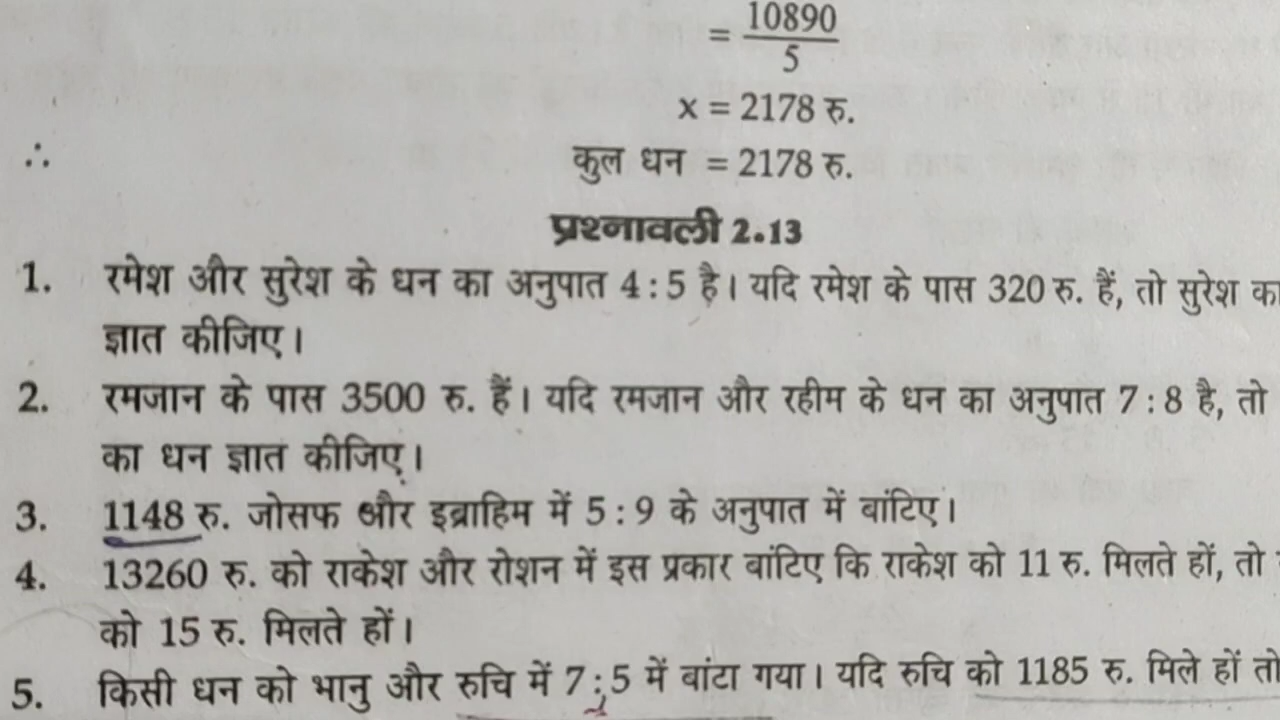 = 10890
5
x = 2178 रु.
∴ कुल धन = 2178 रु.
प्रश्नावली 2.13
1. रमेश और सुरेश के धन का अनुपात 4 : 5 है। यदि रमेश के पास 320 रु. हैं, तो सुरेश का
ज्ञात कीजिए।
2. रमजान के पास 3500 रु. हैं। यदि रमजान और रहीम के धन का अनुपात 7 : 8 है, तो
का धन ज्ञात कीजिए।
3. 1148 रु. जोसफ और इब्राहिम में 5 : 9 के अनुपात में बांटिए।
4. 13260 रु. को राकेश और रोशन में इस प्रकार बांटिए कि राकेश को 11 रु. मिलते हों, तो
को 15 रु. मिलते हों।
5. किसी धन को भानु और रुचि में 7 : 5 में बांटा गया। यदि रुचि को 1185 रु. मिले हों तो